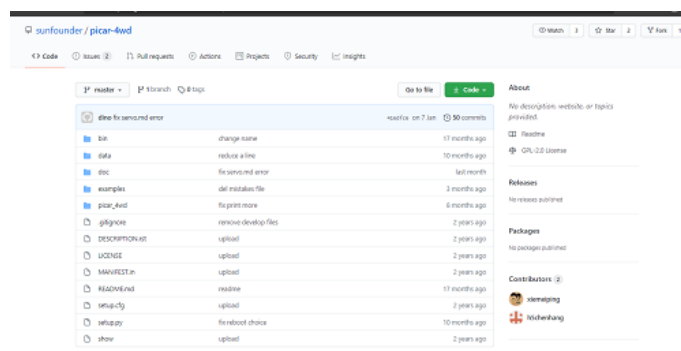 sunfounder / picar-4wd
Watch 3 Star 2 Fork
Code Issues 2 Pull requests Actions Projects Security Insights
master 1 branch 0 tags Go to file Code
dino fix servo.md error on 7 Jan 50 commits
bin change name 17 months ago
data reduce a line 10 months ago
doc fix servo.md error last month
examples del mistakes file 3 months ago
picar_4wd fix print more 6 months ago
.gitignore remove develop files 2 years ago
DESCRIPTION.rst upload 2 years ago
LICENSE upload 2 years ago
MANIFEST.in upload 2 years ago
README.md readme 17 months ago
setup.cfg upload 2 years ago
setup.py fix reboot choice 10 months ago
show upload 2 years ago
About
No description, website, or topics
provided.
Readme
GPL-2.0 License
Releases
No releases published
Packages
No packages published
Contributors 2
xiemeiping